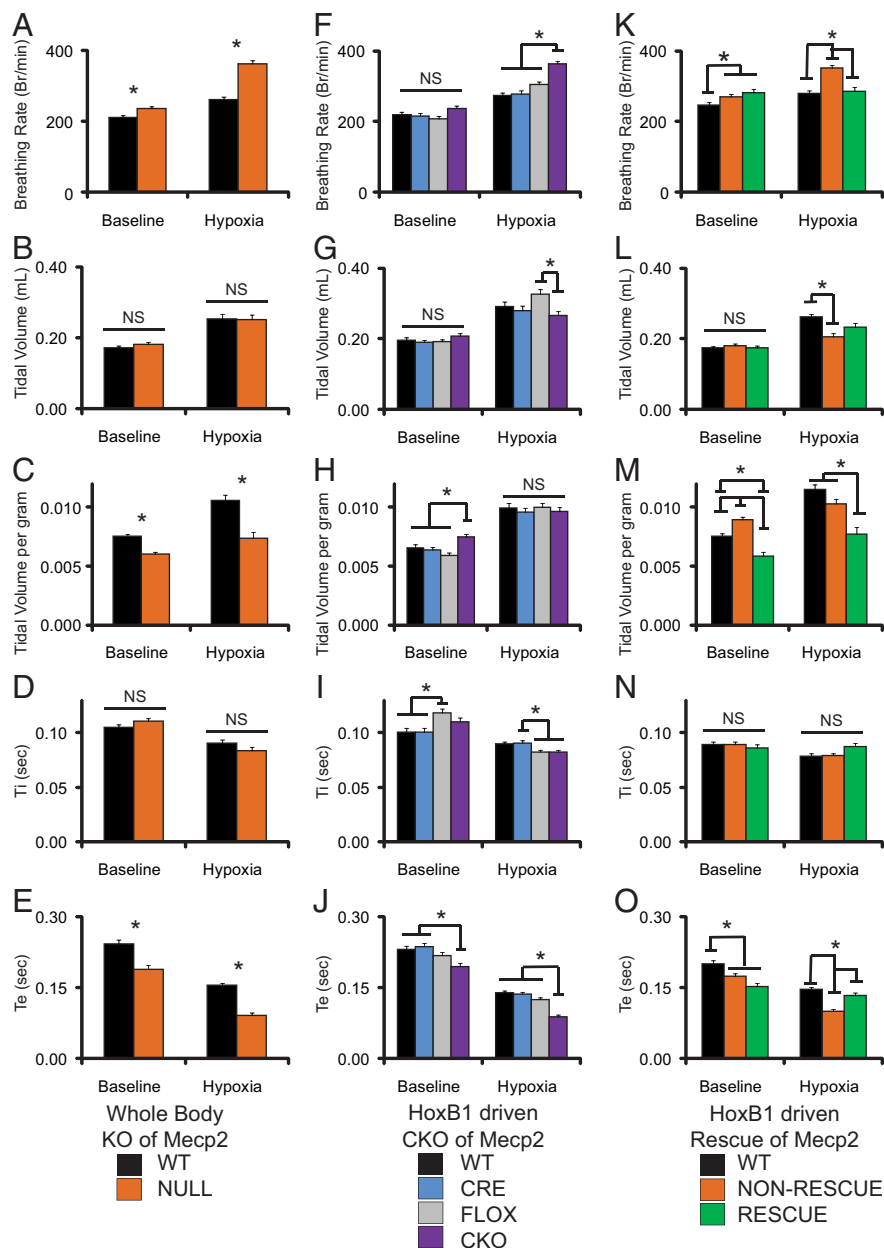 A
Breathing Rate (Br/min)
400
200
0
*
*
Baseline
Hypoxia
B
Tidal Volume (mL)
0.40
0.20
0.00
NS
NS
Baseline
Hypoxia
C
Tidal Volume per gram
0.010
0.005
0.000
*
*
Baseline
Hypoxia
D
Ti (sec)
0.10
0.05
0.00
NS
NS
Baseline
Hypoxia
E
Te (sec)
0.30
0.15
0.00
*
*
Baseline
Hypoxia
Whole Body
KO of Mecp2
WT
NULL
F
Breathing Rate (Br/min)
400
200
0
NS
*
Baseline
Hypoxia
G
Tidal Volume (mL)
0.40
0.20
0.00
NS
*
Baseline
Hypoxia
H
Tidal Volume per gram
0.010
0.005
0.000
*
NS
Baseline
Hypoxia
I
Ti (sec)
0.10
0.05
0.00
*
*
Baseline
Hypoxia
J
Te (sec)
0.30
0.15
0.00
*
*
Baseline
Hypoxia
HoxB1 driven
CKO of Mecp2
WT
CRE
FLOX
CKO
K
Breathing Rate (Br/min)
400
200
0
*
*
Baseline
Hypoxia
L
Tidal Volume (mL)
0.40
0.20
0.00
NS
*
Baseline
Hypoxia
M
Tidal Volume per gram
0.010
0.005
0.000
*
*
Baseline
Hypoxia
N
Ti (sec)
0.10
0.05
0.00
NS
NS
Baseline
Hypoxia
O
Te (sec)
0.30
0.15
0.00
*
*
Baseline
Hypoxia
HoxB1 driven
Rescue of Mecp2
WT
NON-RESCUE
RESCUE